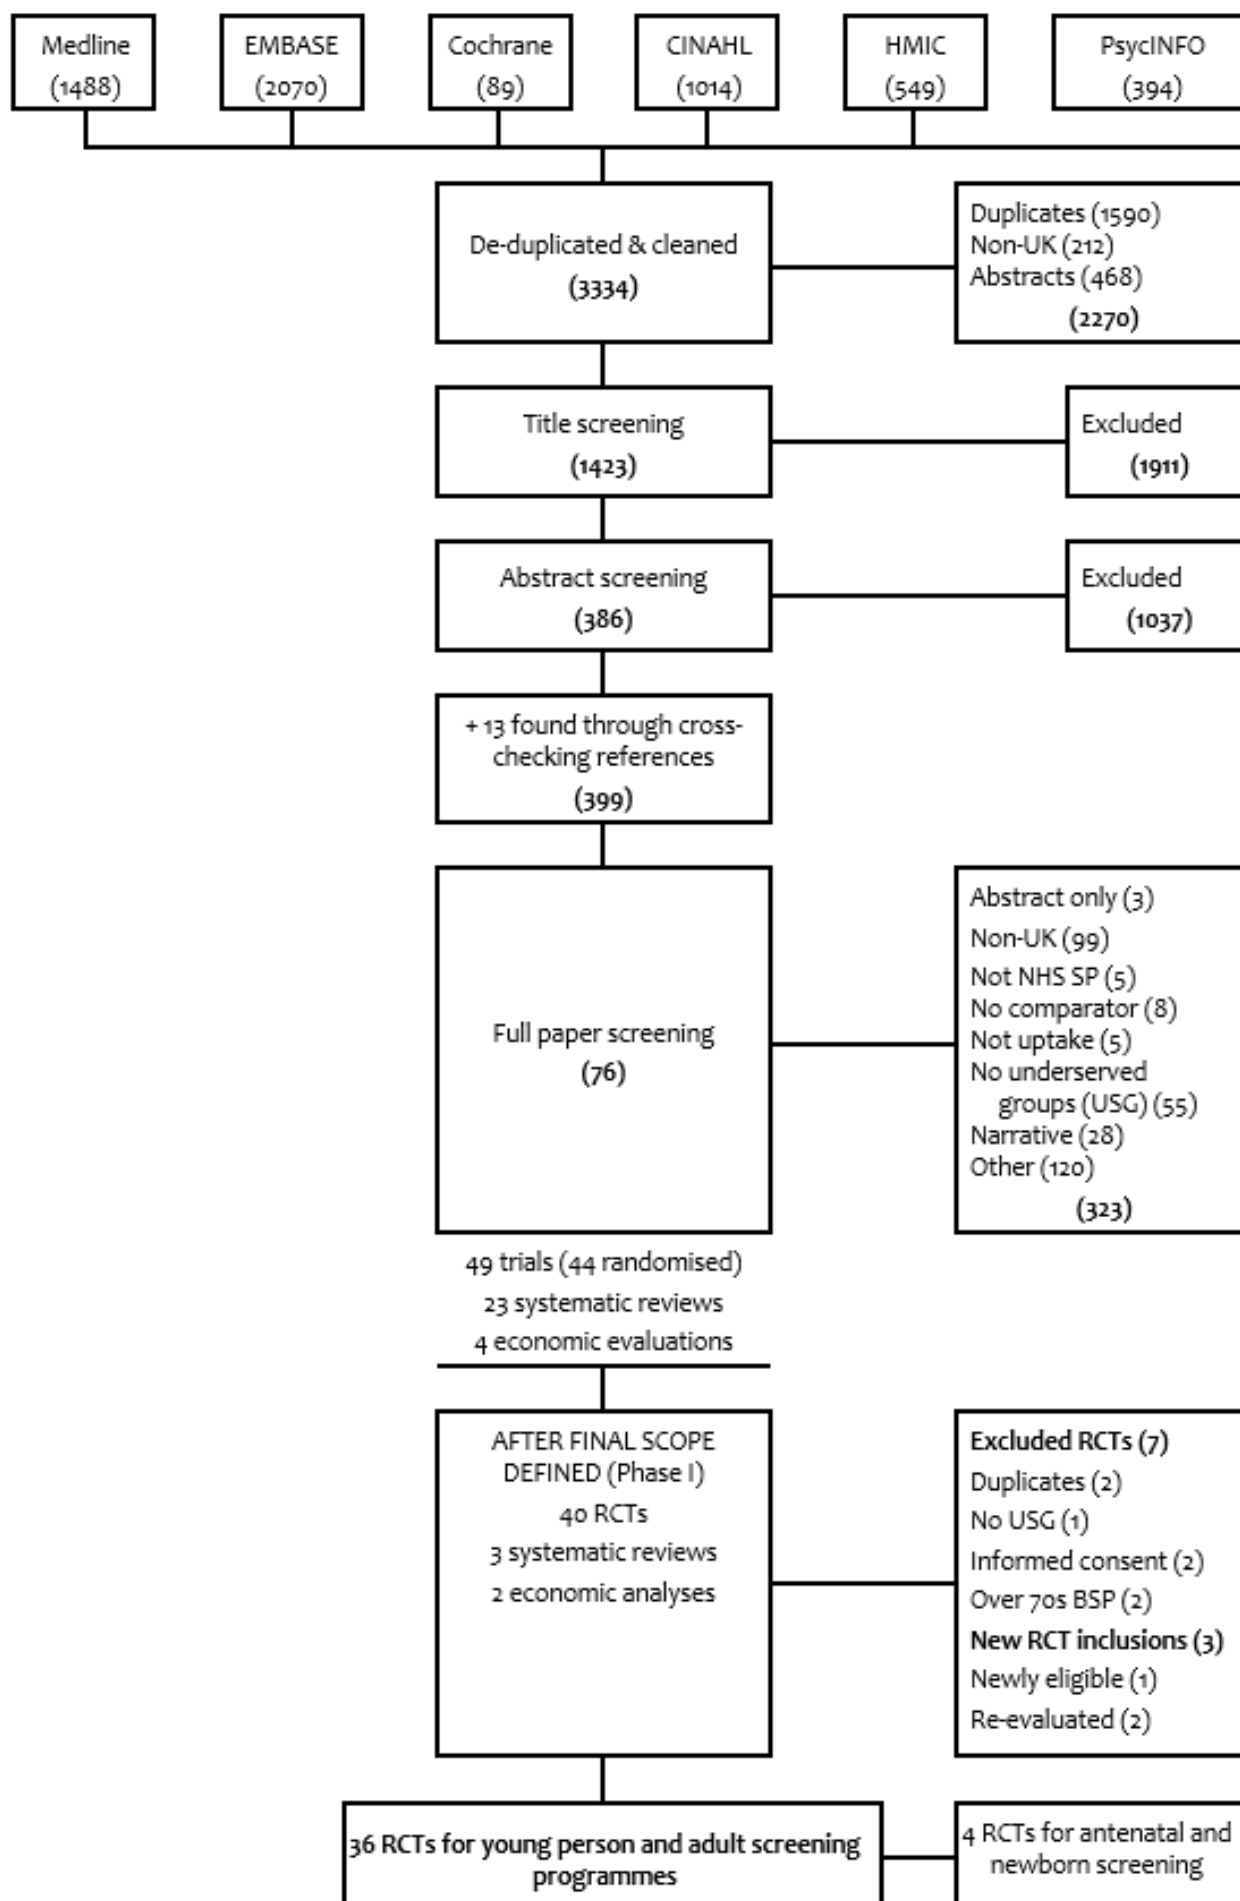 Medline
(1488)
EMBASE
(2070)
Cochrane
(89)
CINAHL
(1014)
HMIC
(549)
PsycINFO
(394)
De-duplicated & cleaned
(3334)
Duplicates (1590)
Non-UK (212)
Abstracts (468)
(2270)
Title screening
(1423)
Excluded
(1911)
Abstract screening
(386)
Excluded
(1037)
+ 13 found through cross-
checking references
(399)
Full paper screening
(76)
Abstract only (3)
Non-UK (99)
Not NHS SP (5)
No comparator (8)
Not uptake (5)
No underserved
groups (USG) (55)
Narrative (28)
Other (120)
(323)
49 trials (44 randomised)
23 systematic reviews
4 economic evaluations
AFTER FINAL SCOPE
DEFINED (Phase I)
40 RCTs
3 systematic reviews
2 economic analyses
Excluded RCTs (7)
Duplicates (2)
No USG (1)
Informed consent (2)
Over 70s BSP (2)
New RCT inclusions (3)
Newly eligible (1)
Re-evaluated (2)
36 RCTs for young person and adult screening
programmes
4 RCTs for antenatal and
newborn screening